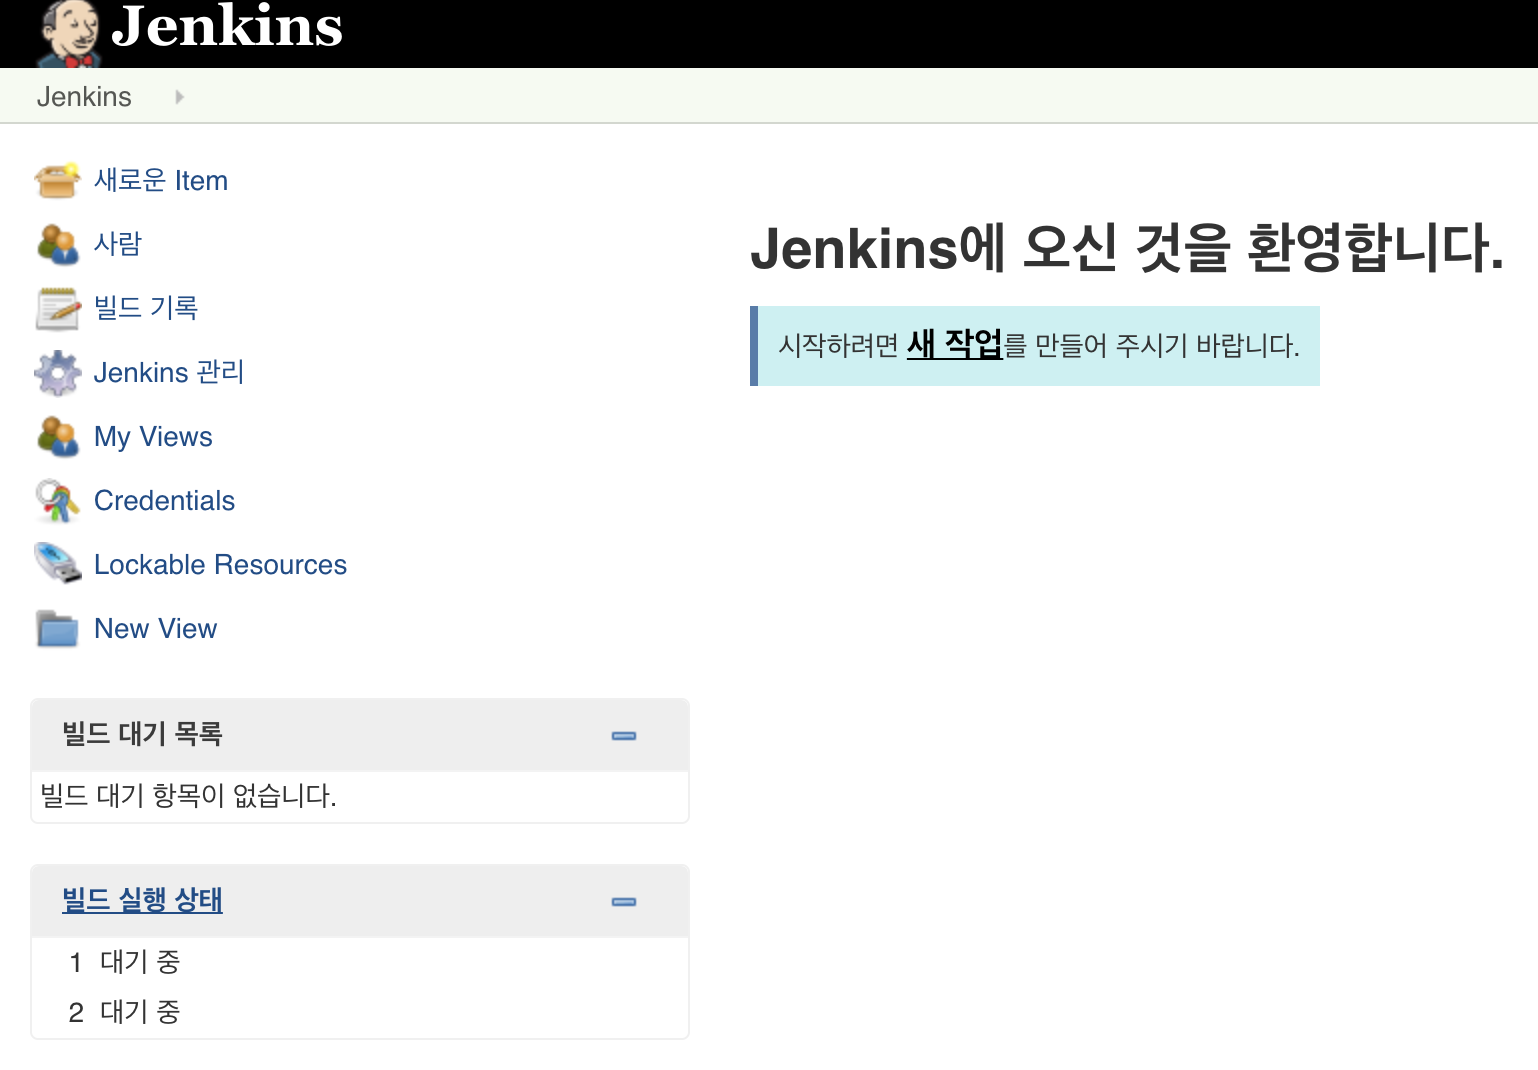 Jenkins
Jenkins
새로운 Item
사람
빌드 기록
Jenkins 관리
My Views
Credentials
Lockable Resources
New View
빌드 대기 목록
빌드 대기 항목이 없습니다.
빌드 실행 상태
1 대기 중
2 대기 중
Jenkins에 오신 것을 환영합니다.
시작하려면 새 작업를 만들어 주시기 바랍니다.